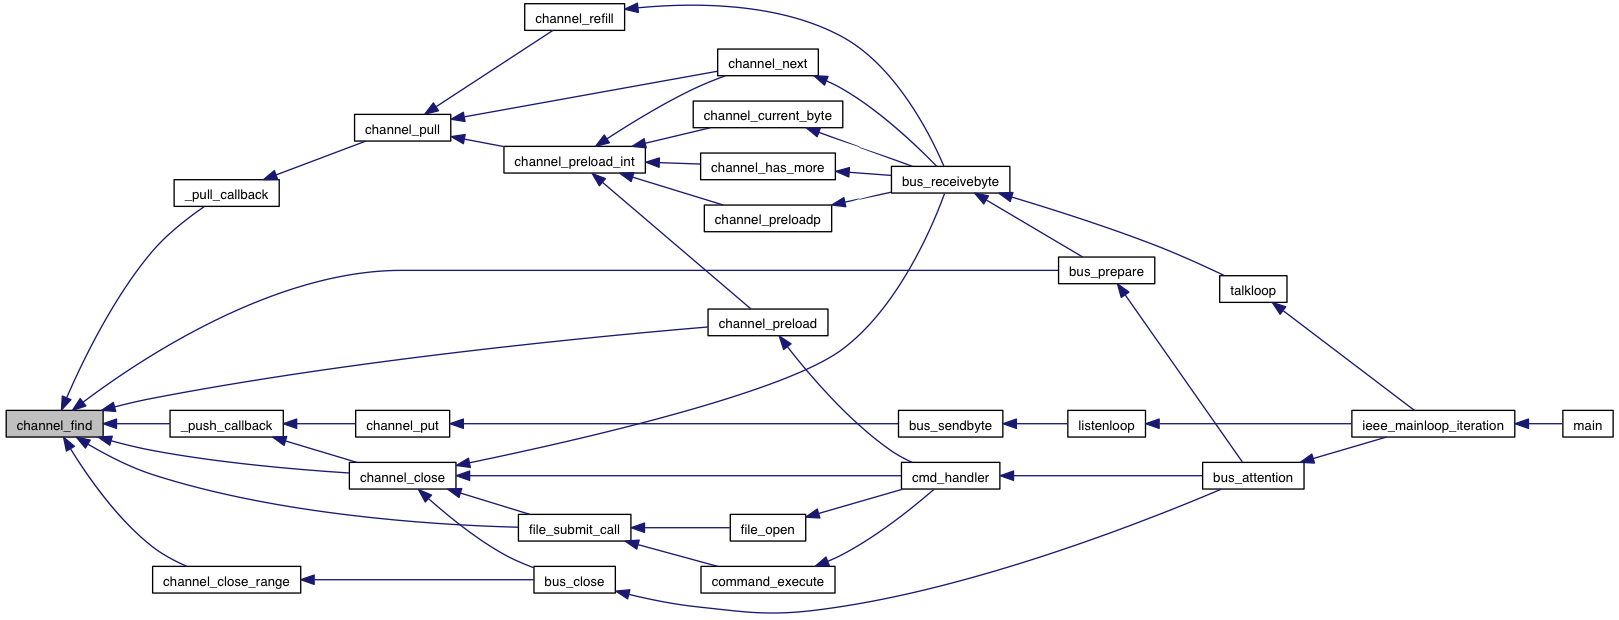 channel_refill
channel_next
channel_current_byte
channel_pull
channel_preload_int
channel_has_more
bus_receivebyte
_pull_callback
channel_preloadp
bus_prepare
talkloop
channel_preload
channel_find
_push_callback
channel_put
bus_sendbyte
listenloop
ieee_mainloop_iteration
main
channel_close
cmd_handler
bus_attention
file_submit_call
file_open
channel_close_range
bus_close
command_execute